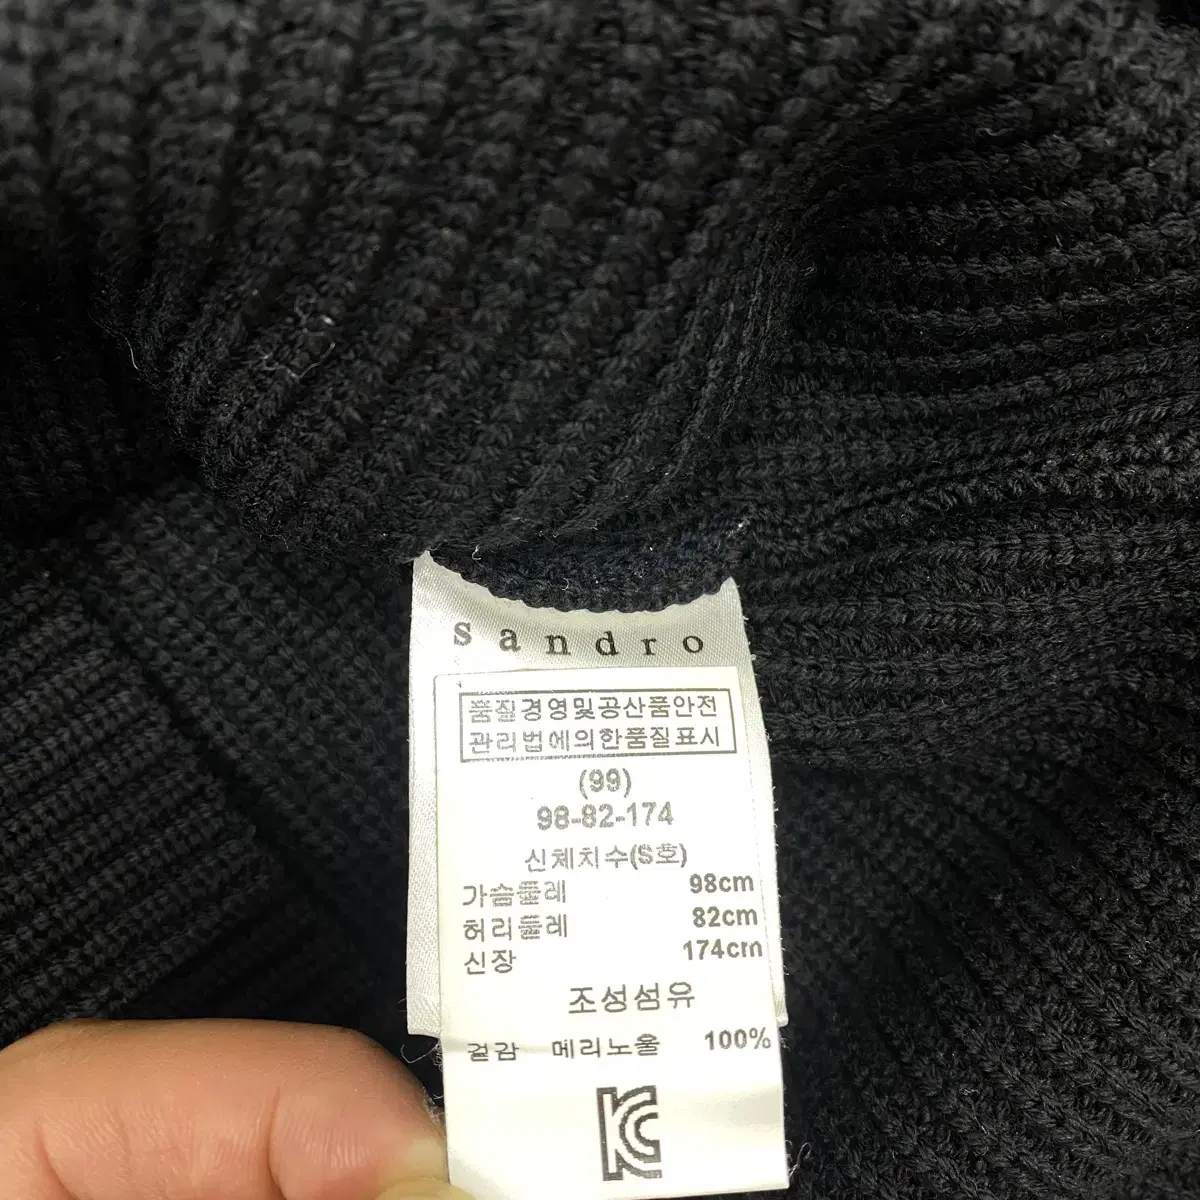 sandro
품질경영및공산품안전
관리법에의한품질표시
(99)
98-82-174
신체치수(S호)
가슴둘레 98cm
허리둘레 82cm
신장 174cm
조성섬유
겉감 메리노울 100%
KC